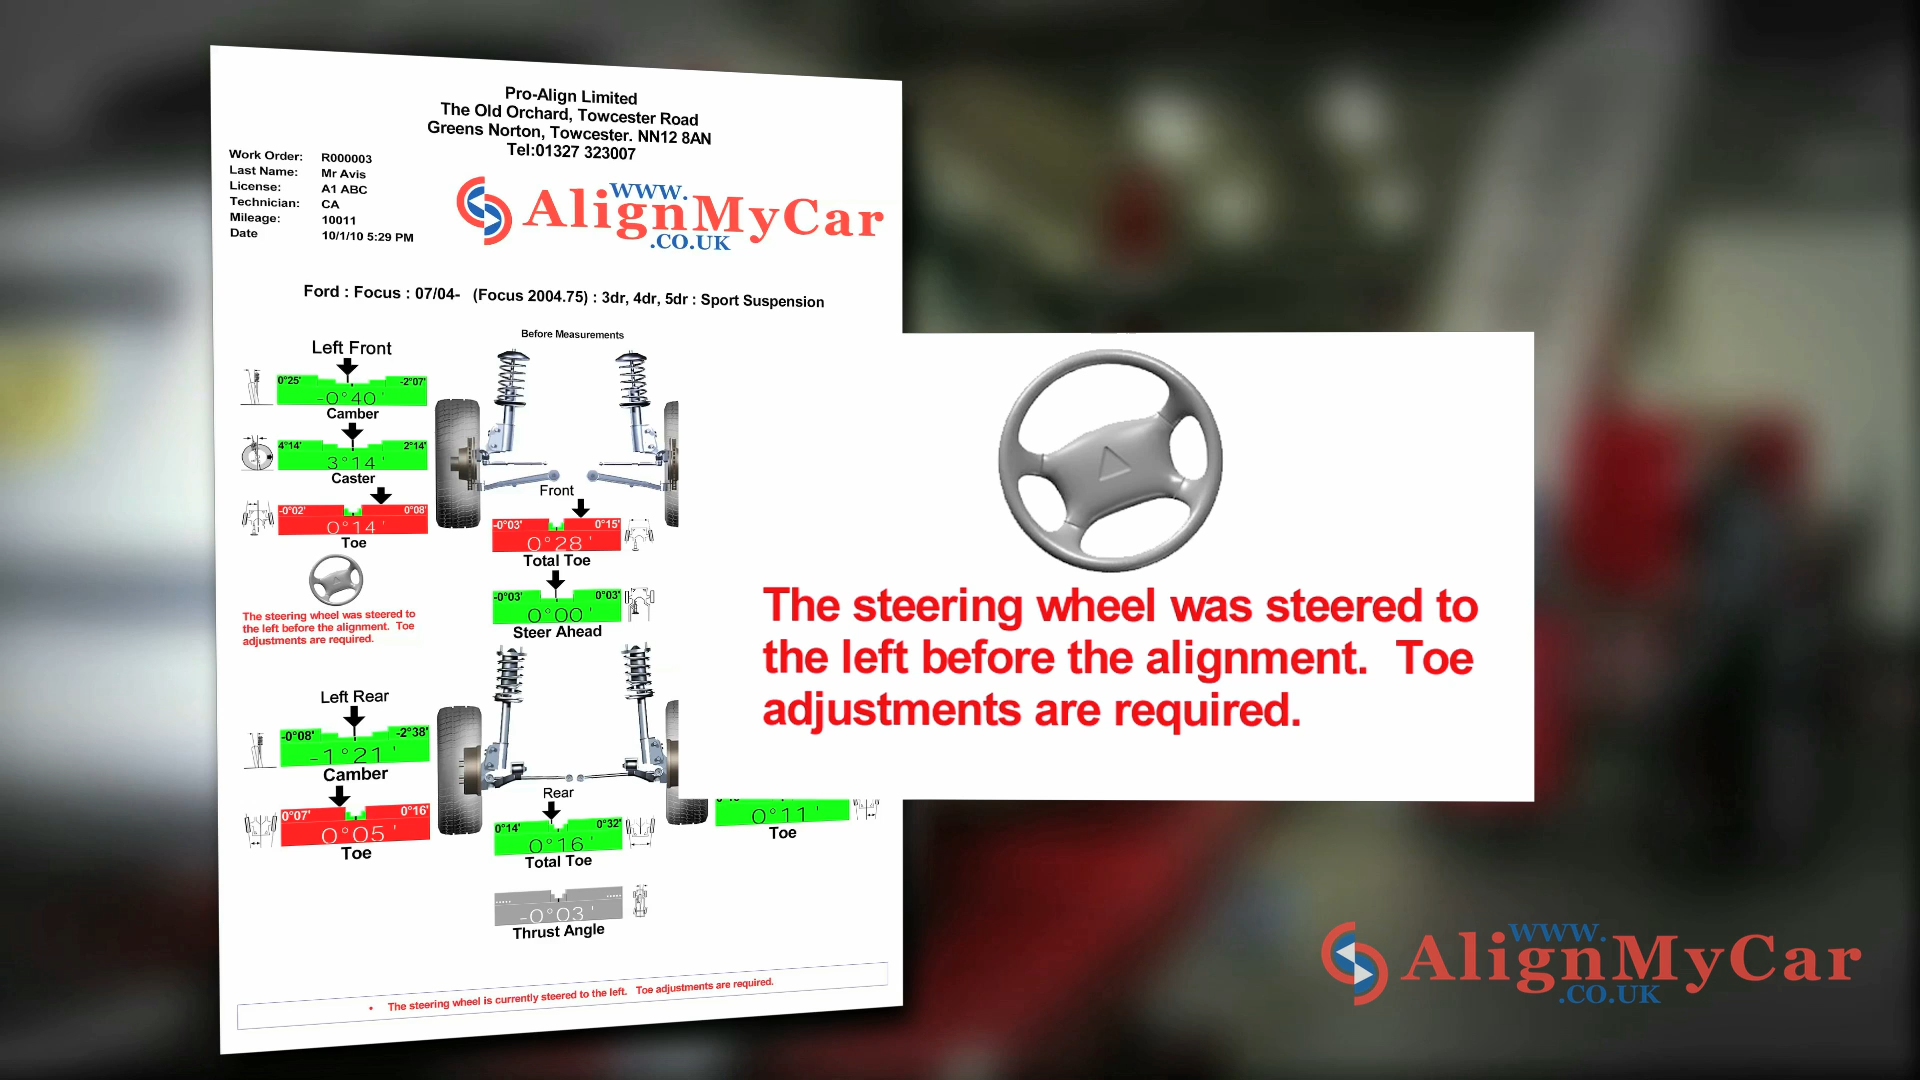 Pro-Align Limited
The Old Orchard, Towcester Road
Greens Norton, Towcester. NN12 8AN
Tel:01327 323007
Work Order: R000003
Last Name: Mr Avis
License: A1 ABC
Technician: CA
Mileage: 10011
Date 10/1/10 5:29 PM
WWW.
AlignMyCar
.CO.UK
Ford : Focus : 07/04- (Focus 2004.75) : 3dr, 4dr, 5dr : Sport Suspension
Before Measurements
Left Front
0°25' -2°07'
-0°40'
Camber
4°14' 2°14'
3°14'
Caster
-0°02' 0°08'
0°14'
Toe
Front
-0°03' 0°15'
0°28'
Total Toe
-0°03' 0°03'
0°00'
Steer Ahead
The steering wheel was steered to
the left before the alignment. Toe
adjustments are required.
Left Rear
-0°08' -2°38'
-1°21'
Camber
0°07' 0°16'
0°05'
Toe
Rear
0°14' 0°32'
0°16'
Total Toe
0°11'
Toe
-0°03'
Thrust Angle
• The steering wheel is currently steered to the left. Toe adjustments are required.
The steering wheel was steered to
the left before the alignment. Toe
adjustments are required.
WWW.
AlignMyCar
.CO.UK